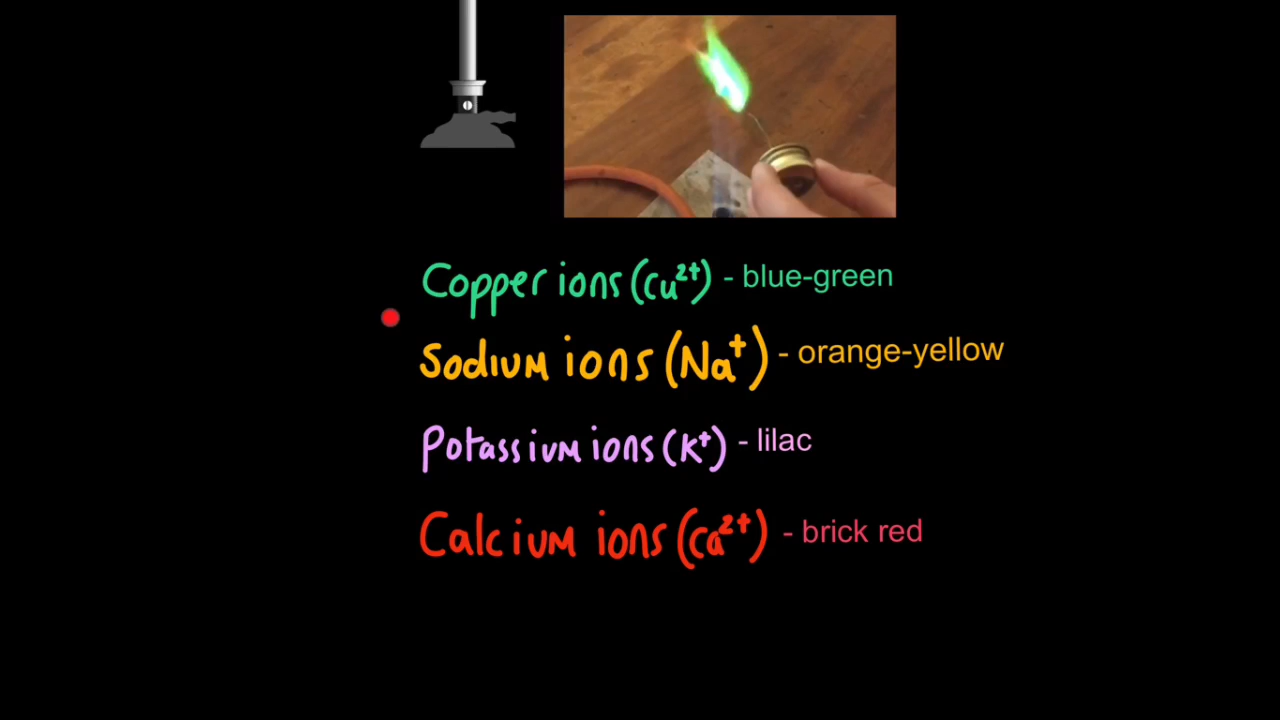 Copper ions (Cu²⁺) - blue-green
Sodium ions (Na⁺) - orange-yellow
Potassium ions (K⁺) - lilac
Calcium ions (Ca²⁺) - brick red